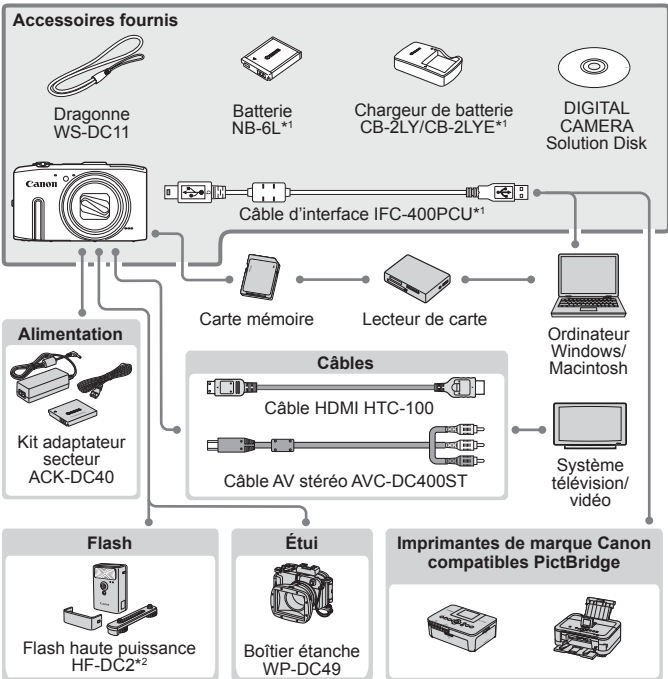 Accessoires fournis
Dragonne
WS-DC11
Batterie
NB-6L*1
Chargeur de batterie
CB-2LY/CB-2LYE*1
DIGITAL
CAMERA
Solution Disk
Canon
Câble d'interface IFC-400PCU*1
Carte mémoire
Lecteur de carte
Ordinateur
Windows/
Macintosh
Alimentation
Kit adaptateur
secteur
ACK-DC40
Câbles
Câble HDMI HTC-100
Câble AV stéréo AVC-DC400ST
Système
télévision/
vidéo
Flash
Flash haute puissance
HF-DC2*2
Étui
Boîtier étanche
WP-DC49
Imprimantes de marque Canon
compatibles PictBridge